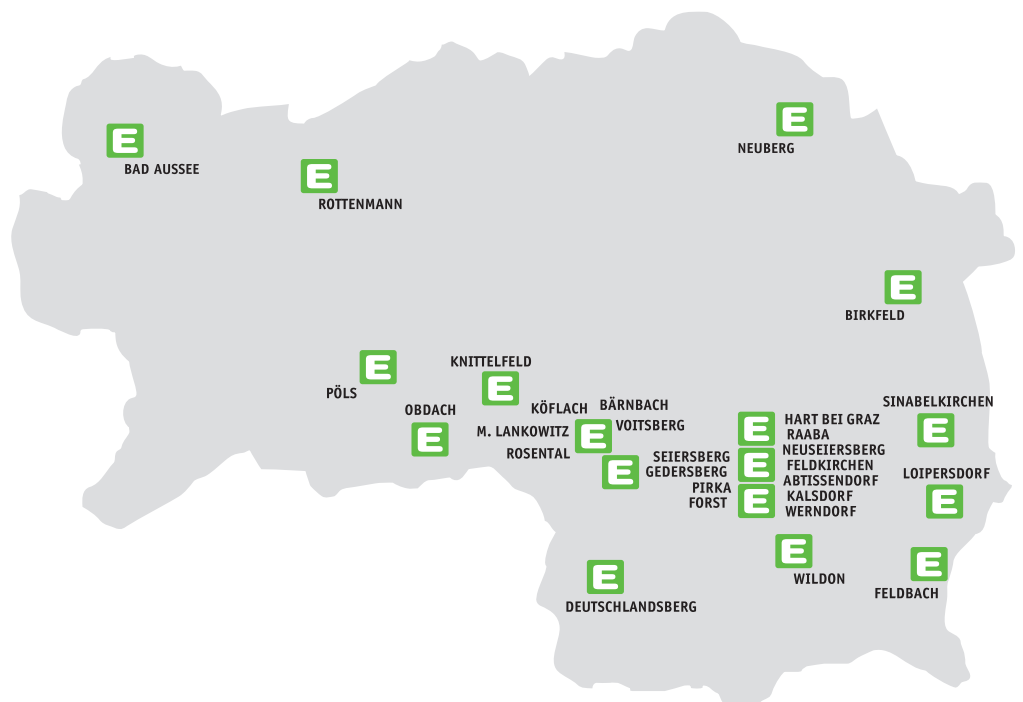 E
NEUBERG
E
BAD AUSSEE
E
ROTTENMANN
E
BIRKFELD
E
PÖLS
KNITTELFELD
E
OBDACH
E
KÖFLACH
BÄRNBACH
M. LANKOWITZ
E
VOITSBERG
ROSENTAL
E
SINABELKIRCHEN
E
E
HART BEI GRAZ
RAABA
NEUSEIERSBERG
SEIERSBERG
E
FELDKIRCHEN
GEDERSBERG
ABTISSENDORF
PIRKA
E
KALSDORF
FORST
WERNDORF
LOIPERSDORF
E
E
WILDON
E
FELDBACH
E
DEUTSCHLANDSBERG